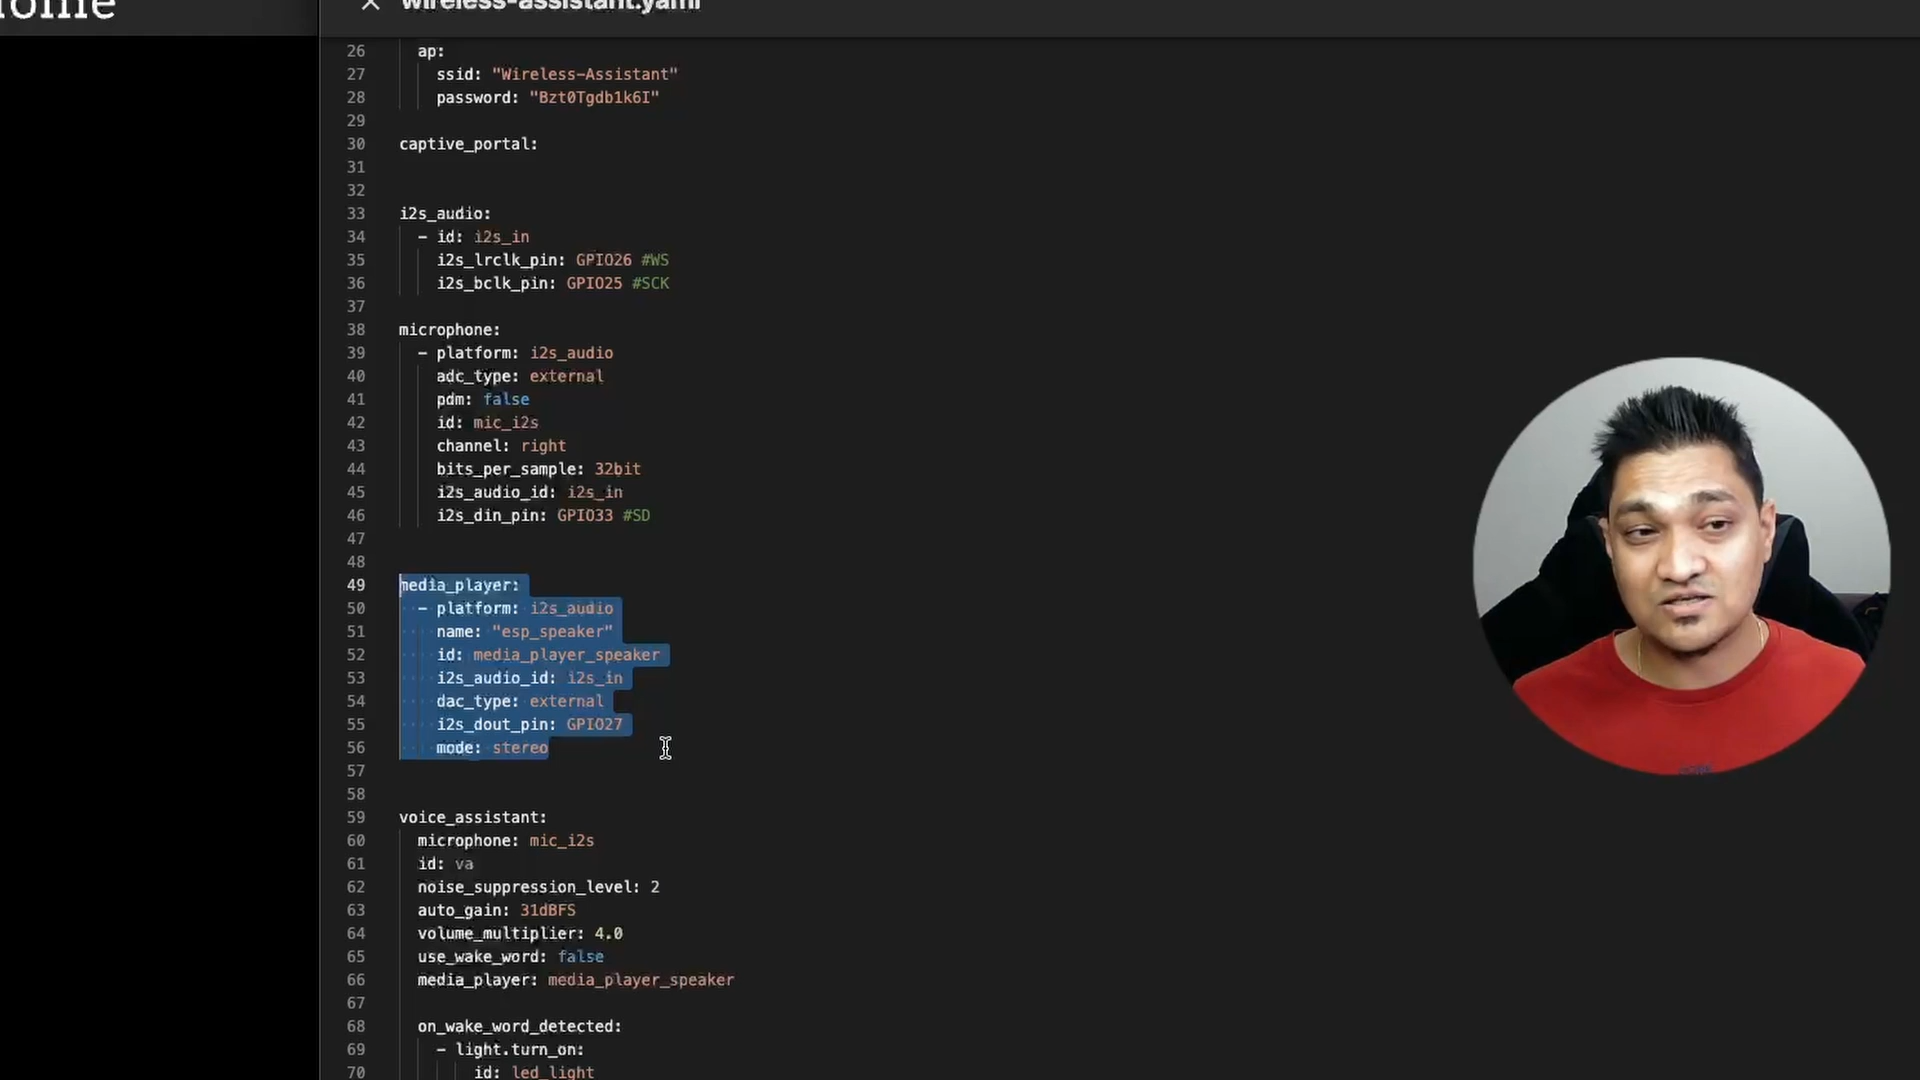 wireless-assistant.yaml
26 ap:
27 ssid: "Wireless-Assistant"
28 password: "Bzt0Tgdb1k6I"
29
30 captive_portal:
31
32
33 i2s_audio:
34 - id: i2s_in
35 i2s_lrclk_pin: GPIO26 #WS
36 i2s_bclk_pin: GPIO25 #SCK
37
38 microphone:
39 - platform: i2s_audio
40 adc_type: external
41 pdm: false
42 id: mic_i2s
43 channel: right
44 bits_per_sample: 32bit
45 i2s_audio_id: i2s_in
46 i2s_din_pin: GPIO33 #SD
47
48
49 media_player:
50 - platform: i2s_audio
51 name: "esp_speaker"
52 id: media_player_speaker
53 i2s_audio_id: i2s_in
54 dac_type: external
55 i2s_dout_pin: GPIO27
56 mode: stereo
57
58
59 voice_assistant:
60 microphone: mic_i2s
61 id: va
62 noise_suppression_level: 2
63 auto_gain: 31dBFS
64 volume_multiplier: 4.0
65 use_wake_word: false
66 media_player: media_player_speaker
67
68 on_wake_word_detected:
69 - light.turn_on:
70 id: led_light